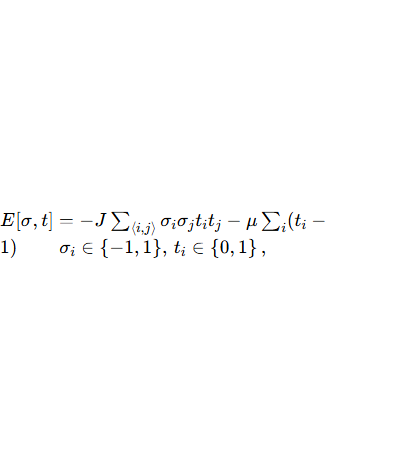 E[σ, t] = −J ∑⟨i,j⟩ σᵢσⱼtᵢtⱼ − μ ∑ᵢ(tᵢ −
1) σᵢ ∈ {−1, 1}, tᵢ ∈ {0, 1} ,